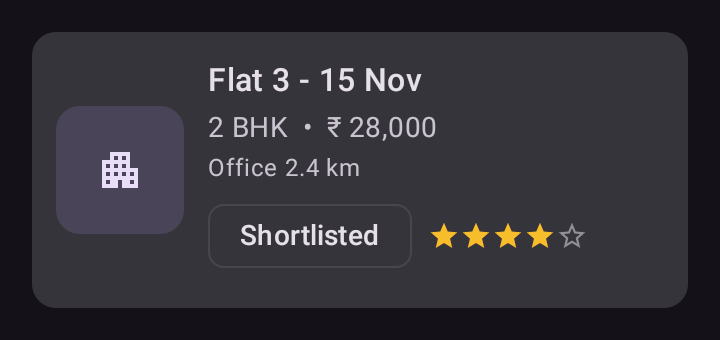 Flat 3 - 15 Nov
2 BHK • ₹ 28,000
Office 2.4 km
Shortlisted